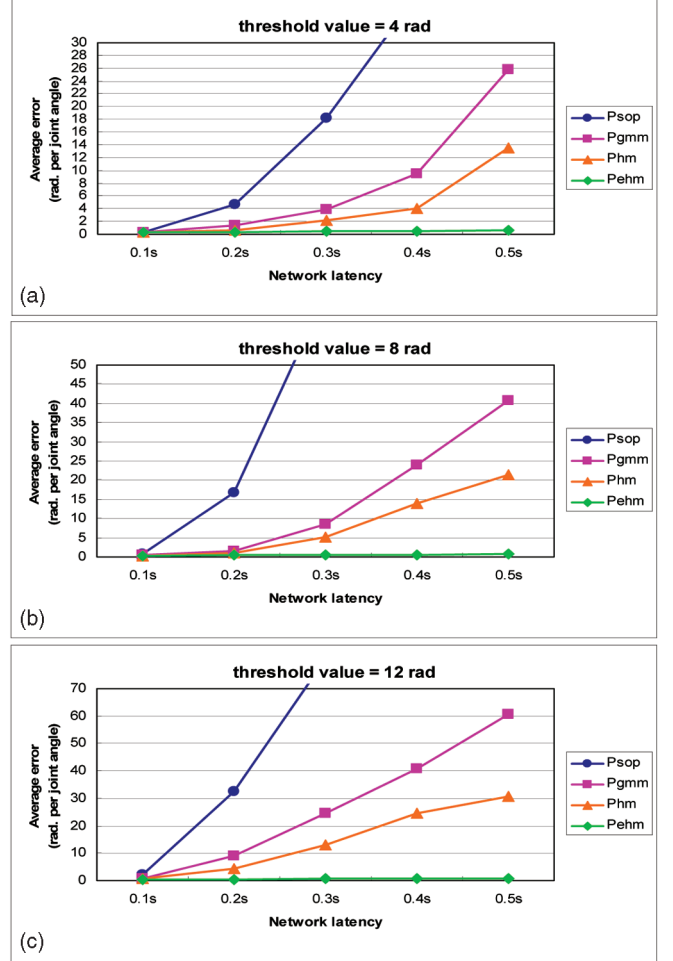 threshold value = 4 rad
Average error
(rad. per joint angle)
30
28
26
24
22
20
18
16
14
12
10
8
6
4
2
0
0.1s 0.2s 0.3s 0.4s 0.5s
Network latency
Psop
Pgmm
Phm
Pehm
(a)
threshold value = 8 rad
Average error
(rad. per joint angle)
50
45
40
35
30
25
20
15
10
5
0
0.1s 0.2s 0.3s 0.4s 0.5s
Network latency
Psop
Pgmm
Phm
Pehm
(b)
threshold value = 12 rad
Average error
(rad. per joint angle)
70
60
50
40
30
20
10
0
0.1s 0.2s 0.3s 0.4s 0.5s
Network latency
Psop
Pgmm
Phm
Pehm
(c)